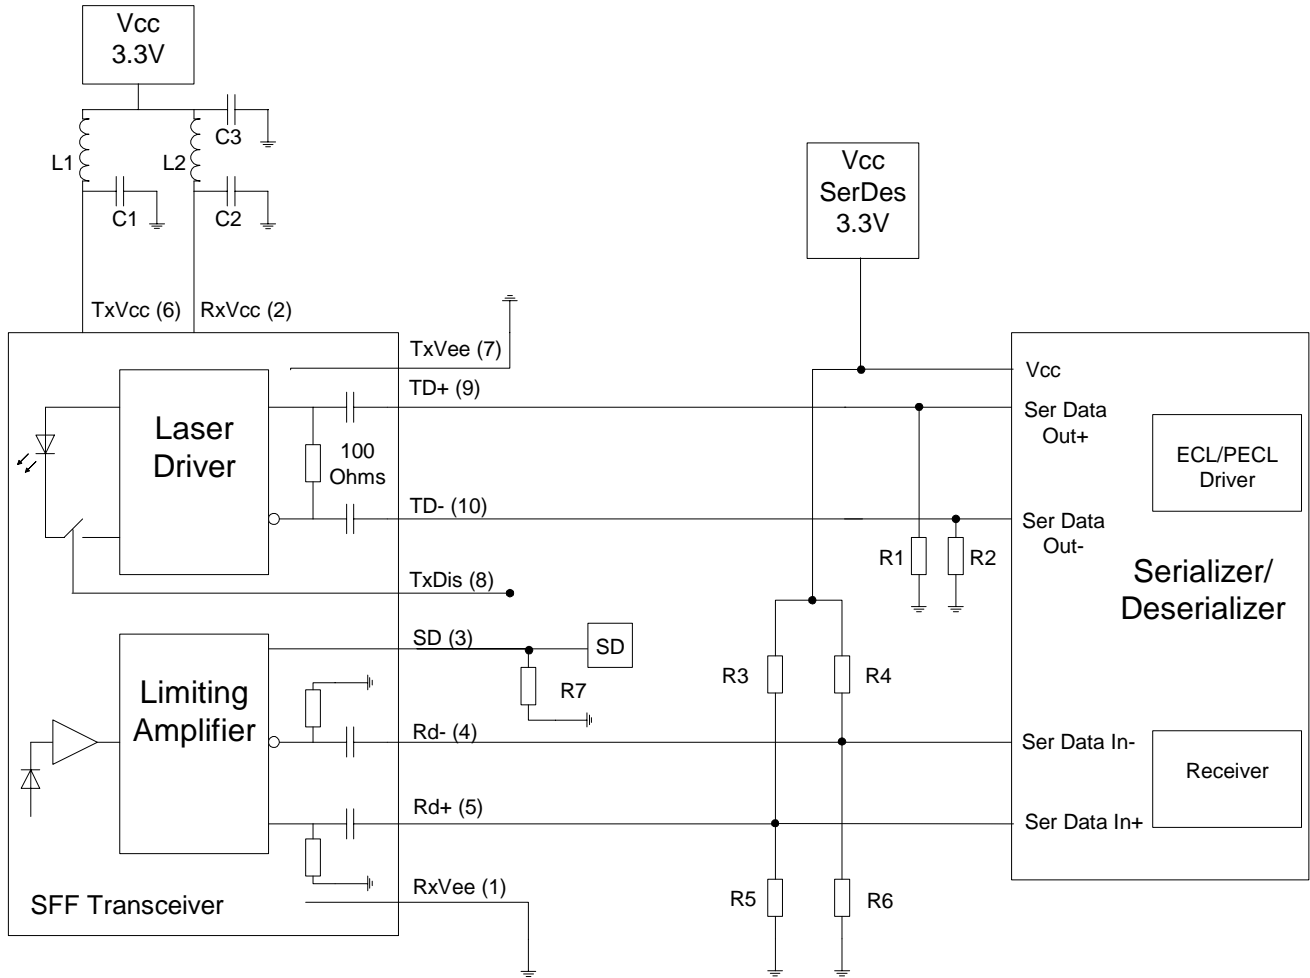 Vcc
3.3V
C3
L1
L2
C1
C2
Vcc
SerDes
3.3V
TxVcc (6)
RxVcc (2)
TxVee (7)
TD+ (9)
Vcc
Ser Data
Out+
Laser
Driver
100
Ohms
ECL/PECL
Driver
TD- (10)
Ser Data
Out-
R1
R2
TxDis (8)
Serializer/
Deserializer
SD (3)
SD
R3
R4
R7
Limiting
Amplifier
Rd- (4)
Ser Data In-
Receiver
Rd+ (5)
Ser Data In+
RxVee (1)
R5
R6
SFF Transceiver